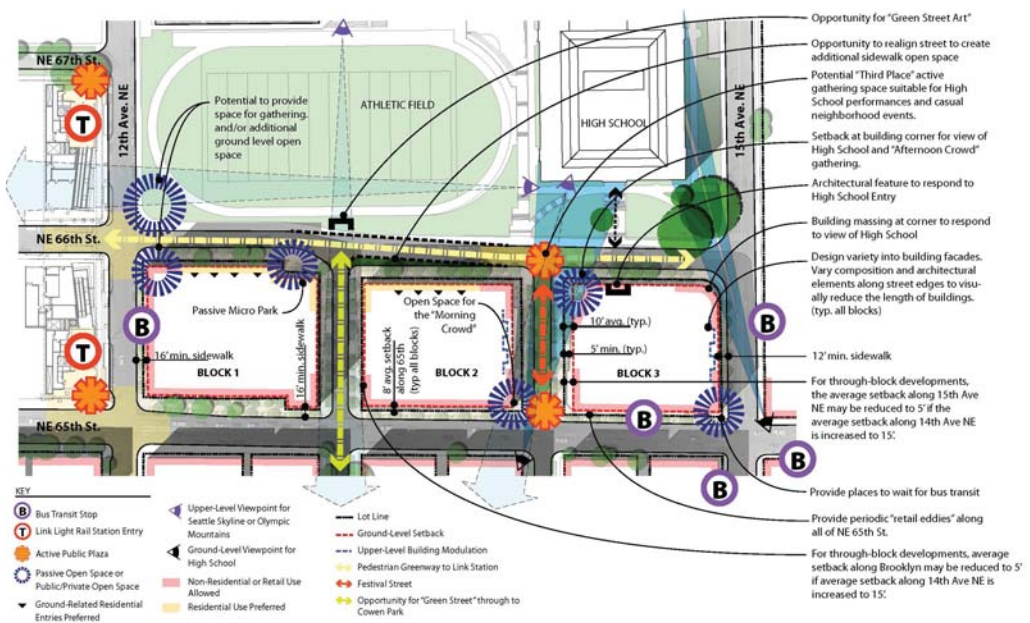 NE 67th St.
12th Ave. NE
T
ATHLETIC FIELD
HIGH SCHOOL
15th Ave. NE
Potential to provide
space for gathering.
and/or additional
ground level open
space
NE 66th St.
Passive Micro Park
Open Space for
the "Morning
Crowd"
10' avg. (typ.)
5' min. (typ.)
B
B
T
16' min. sidewalk
BLOCK 1
16' min. sidewalk
8' avg. setback
along 65th
(typ all blocks)
BLOCK 2
BLOCK 3
NE 65th St.
B
B
B
Opportunity for "Green Street Art"
Opportunity to realign street to create
additional sidewalk open space
Potential "Third Place" active
gathering space suitable for High
School performances and casual
neighborhood events.
Setback at building corner for view of
High School and "Afternoon Crowd"
gathering.
Architectural feature to respond to
High School Entry
Building massing at corner to respond
to view of High School
Design variety into building facades.
Vary composition and architectural
elements along street edges to visu-
ally reduce the length of buildings.
(typ. all blocks)
12' min. sidewalk
For through-block developments,
the average setback along 15th Ave
NE may be reduced to 5' if the
average setback along 14th Ave NE
is increased to 15'.
Provide places to wait for bus transit
Provide periodic "retail eddies" along
all of NE 65th St.
For through-block developments, average
setback along Brooklyn may be reduced to 5'
if average setback along 14th Ave NE is
increased to 15'.
KEY
B Bus Transit Stop
T Link Light Rail Station Entry
Active Public Plaza
Passive Open Space or
Public/Private Open Space
Ground-Related Residential
Entries Preferred
Upper-Level Viewpoint for
Seattle Skyline or Olympic
Mountains
Ground-Level Viewpoint for
High School
Non-Residential or Retail Use
Allowed
Residential Use Preferred
Lot Line
Ground-Level Setback
Upper-Level Building Modulation
Pedestrian Greenway to Link Station
Festival Street
Opportunity for "Green Street" through to
Cowen Park